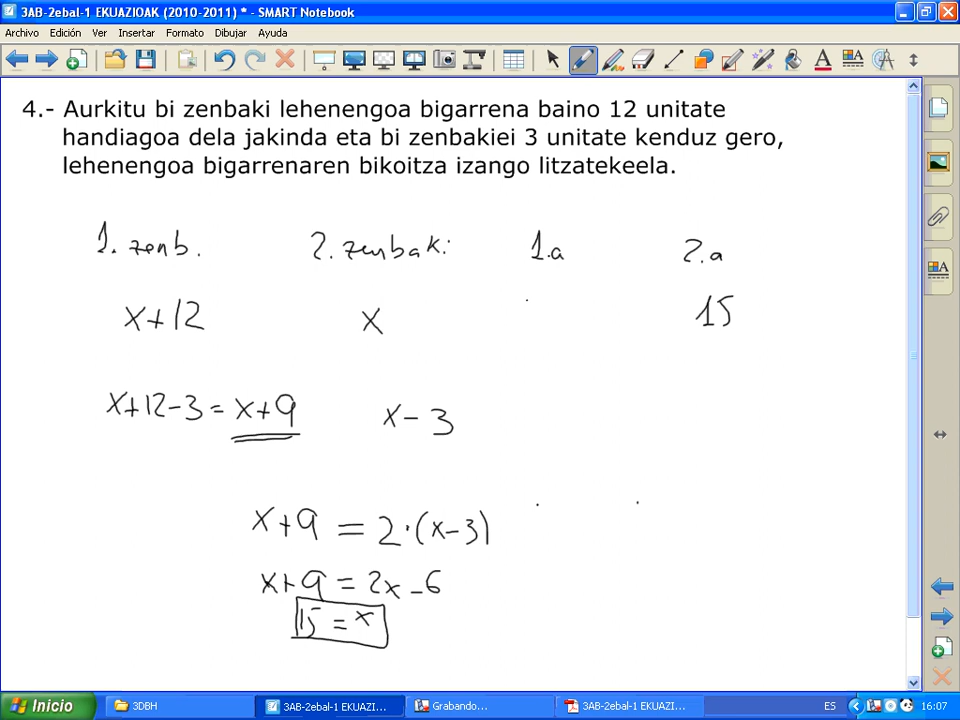 3AB-2ebal-1 EKUAZIOAK (2010-2011) * - SMART Notebook
Archivo Edición Ver Insertar Formato Dibujar Ayuda
4.- Aurkitu bi zenbaki lehenengoa bigarrena baino 12 unitate
handiagoa dela jakinda eta bi zenbakiei 3 unitate kenduz gero,
lehenengoa bigarrenaren bikoitza izango litzatekeela.
1. zenb. 2. zenbaki 1.a 2.a
x+12 x 15
x+12-3 = x+9 x-3
x+9 = 2·(x-3)
x+9 = 2x-6
15 = x
Inicio 3DBH 3AB-2ebal-1 EKUAZI... Grabando... 3AB-2ebal-1 EKUAZI... ES 16:07